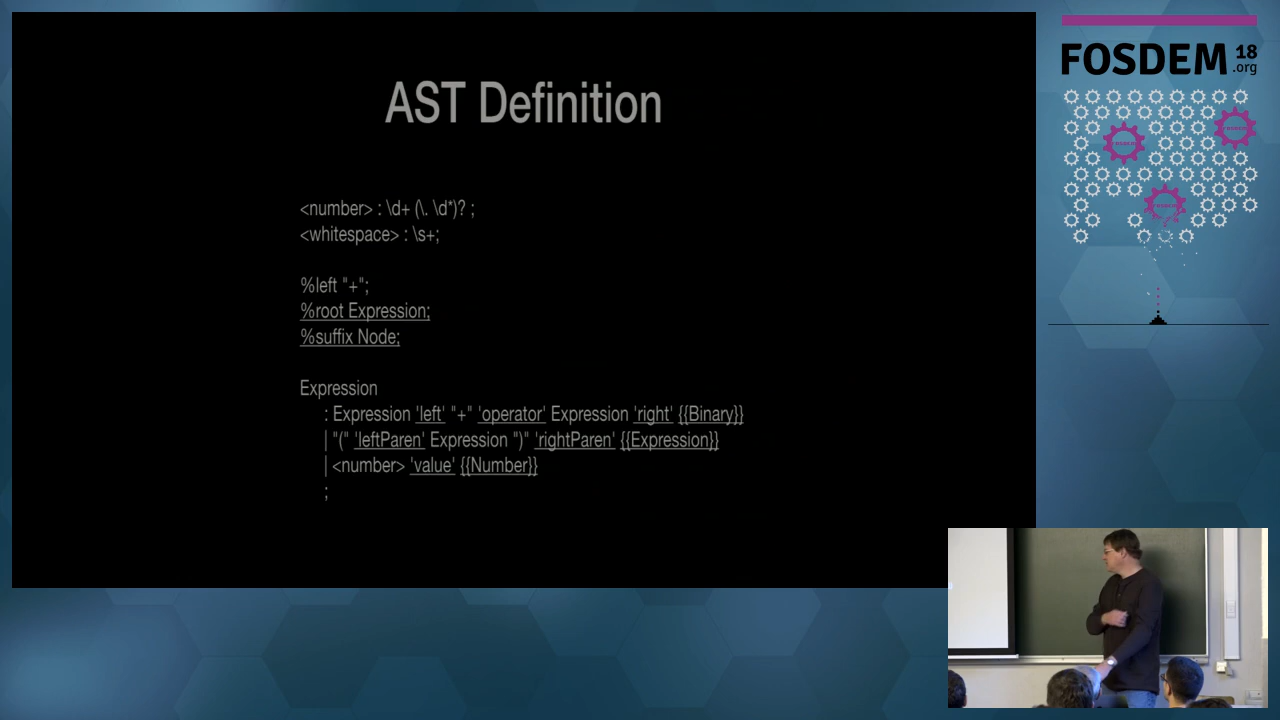 AST Definition
<number> : \d+ (\. \d*)? ;
<whitespace> : \s+;
%left "+";
%root Expression;
%suffix Node;
Expression
: Expression 'left' "+" 'operator' Expression 'right' {{Binary}}
| "(" 'leftParen' Expression ")" 'rightParen' {{Expression}}
| <number> 'value' {{Number}}
;
FOSDEM 18
.org